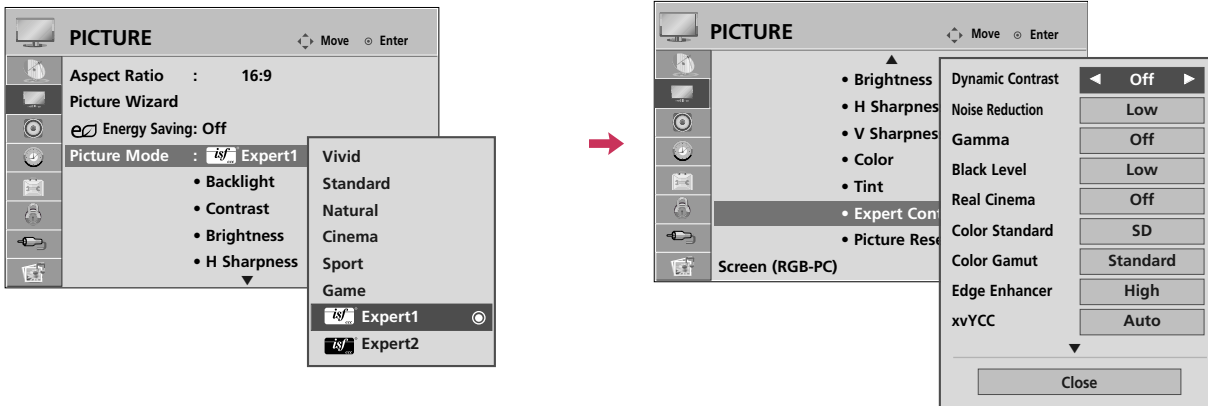 PICTURE
Move Enter
Aspect Ratio : 16:9
Picture Wizard
Energy Saving: Off
Picture Mode : isf Expert1
• Backlight
• Contrast
• Brightness
• H Sharpness
Vivid
Standard
Natural
Cinema
Sport
Game
isf Expert1
isf Expert2
PICTURE
Move Enter
• Brightness
• H Sharpnes
• V Sharpnes
• Color
• Tint
• Expert Cont
• Picture Rese
Screen (RGB-PC)
Dynamic Contrast Off
Noise Reduction Low
Gamma Off
Black Level Low
Real Cinema Off
Color Standard SD
Color Gamut Standard
Edge Enhancer High
xvYCC Auto
Close